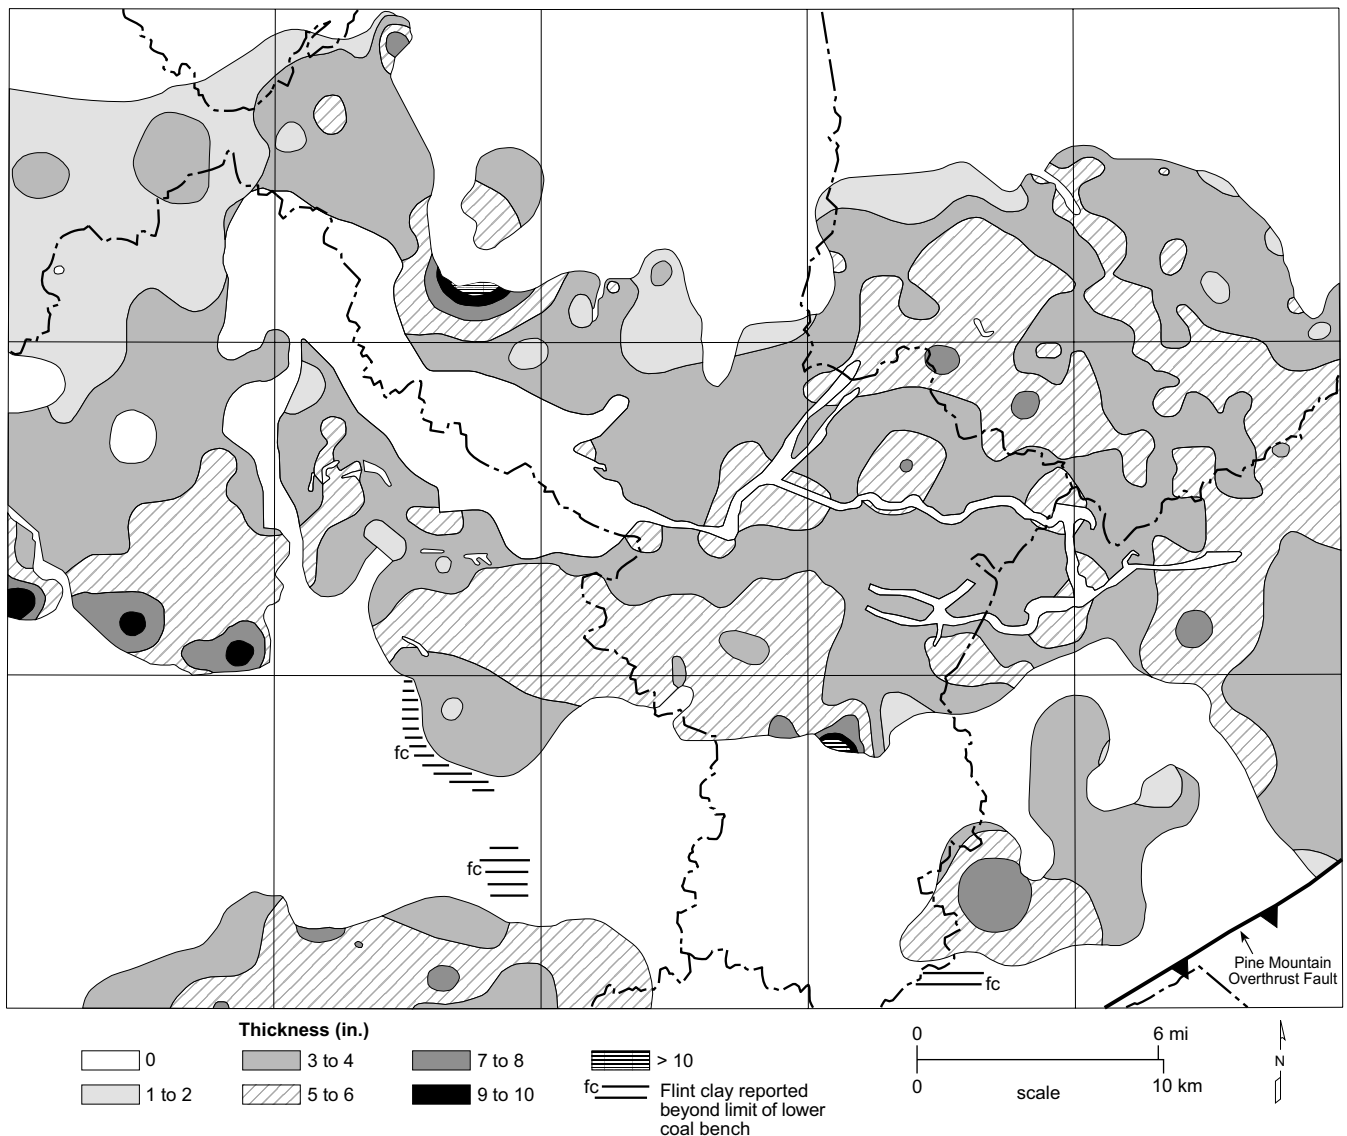 fc
fc
fc
Pine Mountain
Overthrust Fault
Thickness (in.)
0
3 to 4
7 to 8
> 10
1 to 2
5 to 6
9 to 10
fc
Flint clay reported
beyond limit of lower
coal bench
0
6 mi
0
10 km
scale
N